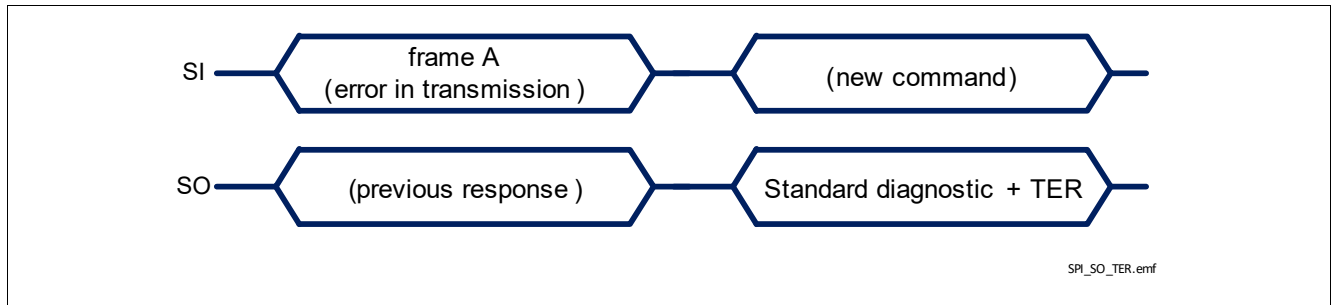 SI
frame A
(error in transmission )
(new command)
SO
(previous response )
Standard diagnostic + TER
SPI_SO_TER.emf